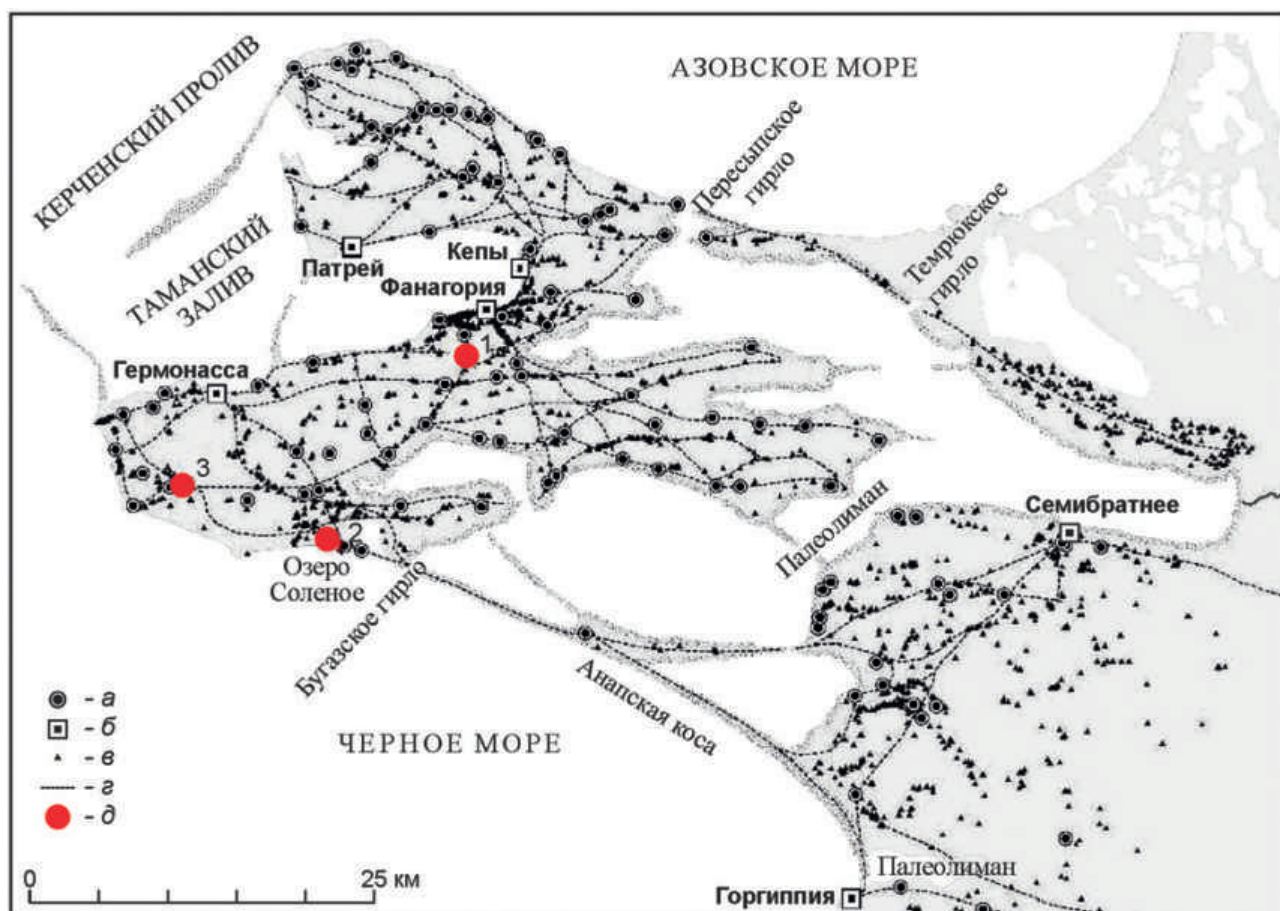 КЕРЧЕНСКИЙ ПРОЛИВ
АЗОВСКОЕ МОРЕ
Пересыпское
гирло
Темрюкское
гирло
ТАМАНСКИЙ
ЗАЛИВ
Патрей
Кепы
Фанагория
1
Гермонасса
3
2
Озеро
Соленое
Бугазское гирло
Палеолиман
Семибратнее
Анапская коса
ЧЕРНОЕ МОРЕ
- а
- б
- в
- г
- д
0
25 км
Палеолиман
Горгиппия